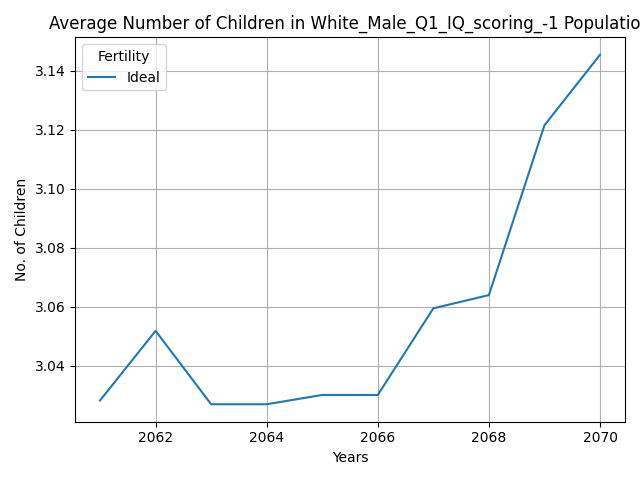 Average Number of Children in White_Male_Q1_IQ_scoring_-1 Populatio
Fertility
Ideal
3.14
3.12
3.10
3.08
3.06
3.04
No. of Children
2062 2064 2066 2068 2070
Years